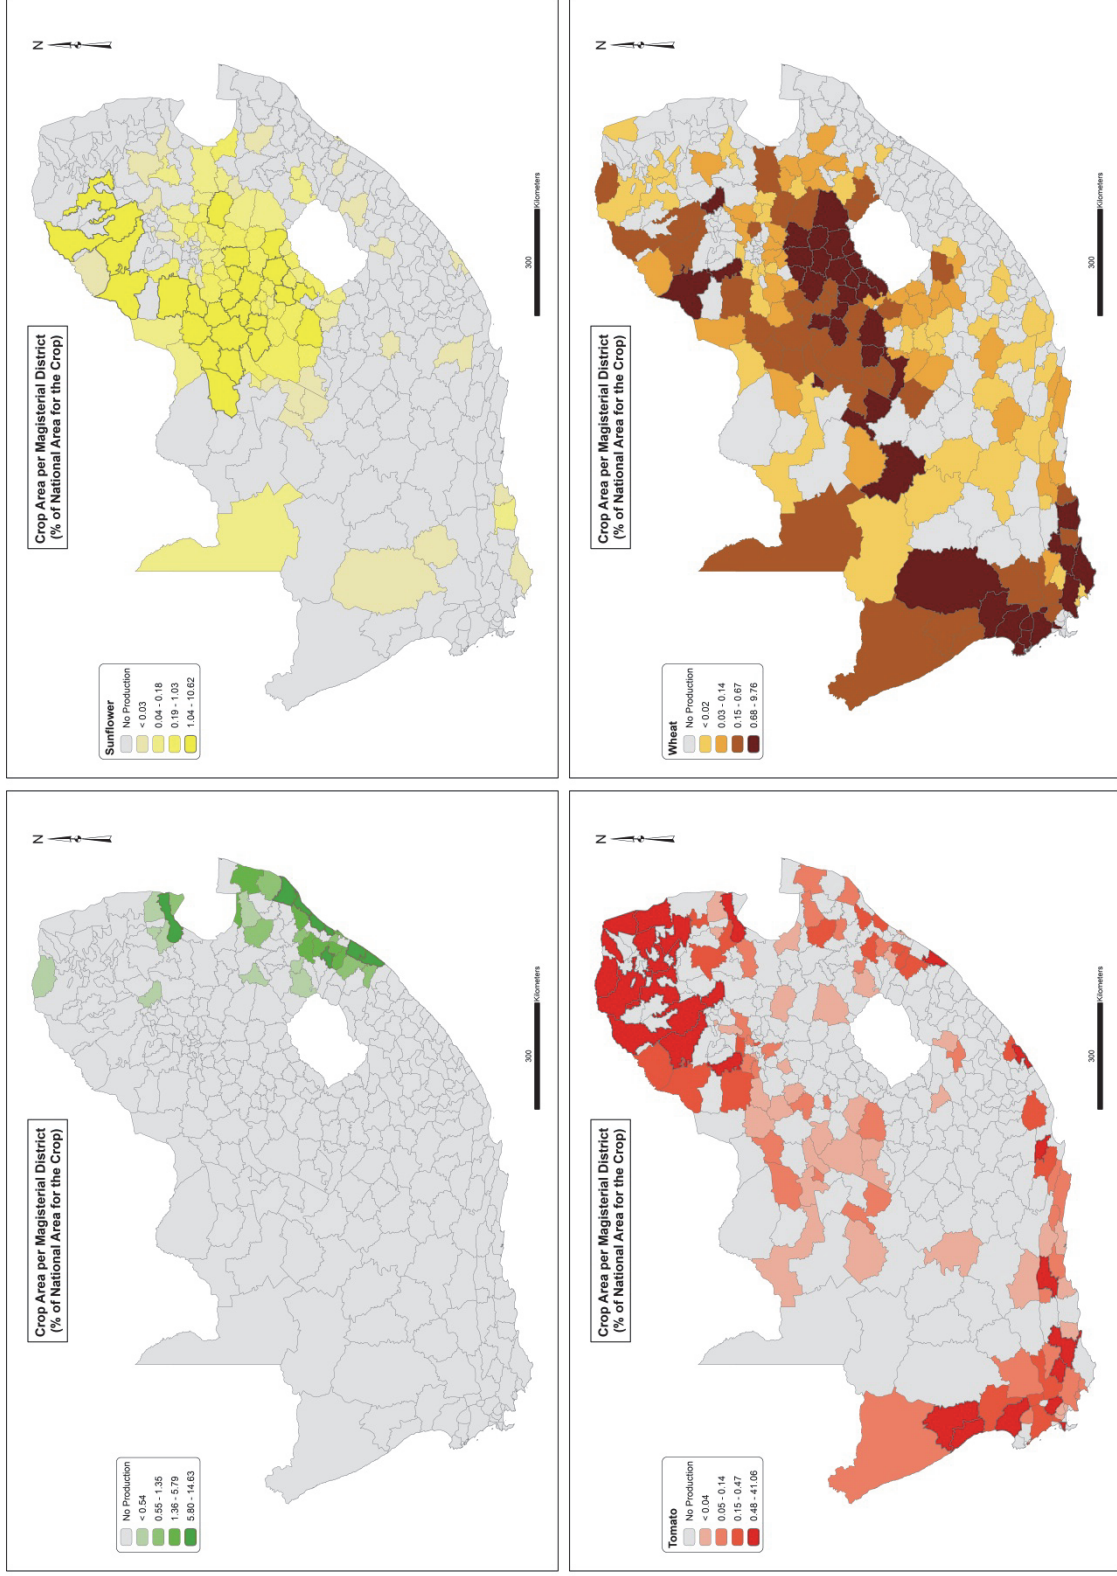 Crop Area per Magisterial District
(% of National Area for the Crop)
N
No Production
< 0.54
0.55 - 1.35
1.36 - 5.79
5.80 - 14.63
300
Kilometers
Crop Area per Magisterial District
(% of National Area for the Crop)
N
Sunflower
No Production
< 0.03
0.04 - 0.18
0.19 - 1.03
1.04 - 10.62
300
Kilometers
Crop Area per Magisterial District
(% of National Area for the Crop)
N
Tomato
No Production
< 0.04
0.05 - 0.14
0.15 - 0.47
0.48 - 41.06
300
Kilometers
Crop Area per Magisterial District
(% of National Area for the Crop)
N
Wheat
No Production
< 0.02
0.03 - 0.14
0.15 - 0.67
0.68 - 9.76
300
Kilometers